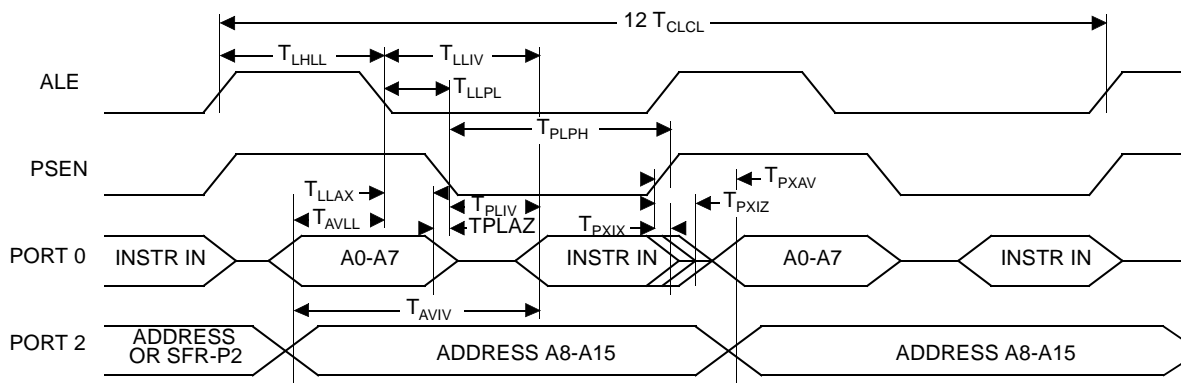 12 TCLCL
TLHLL TLLIV
ALE
TLLPL
TPLPH
PSEN
TLLAX TPXAV
TPLIV TPXIZ
TAVLL TPLAZ TPXIX
PORT 0 INSTR IN A0-A7 INSTR IN A0-A7 INSTR IN
TAVIV
PORT 2 ADDRESS OR SFR-P2 ADDRESS A8-A15 ADDRESS A8-A15